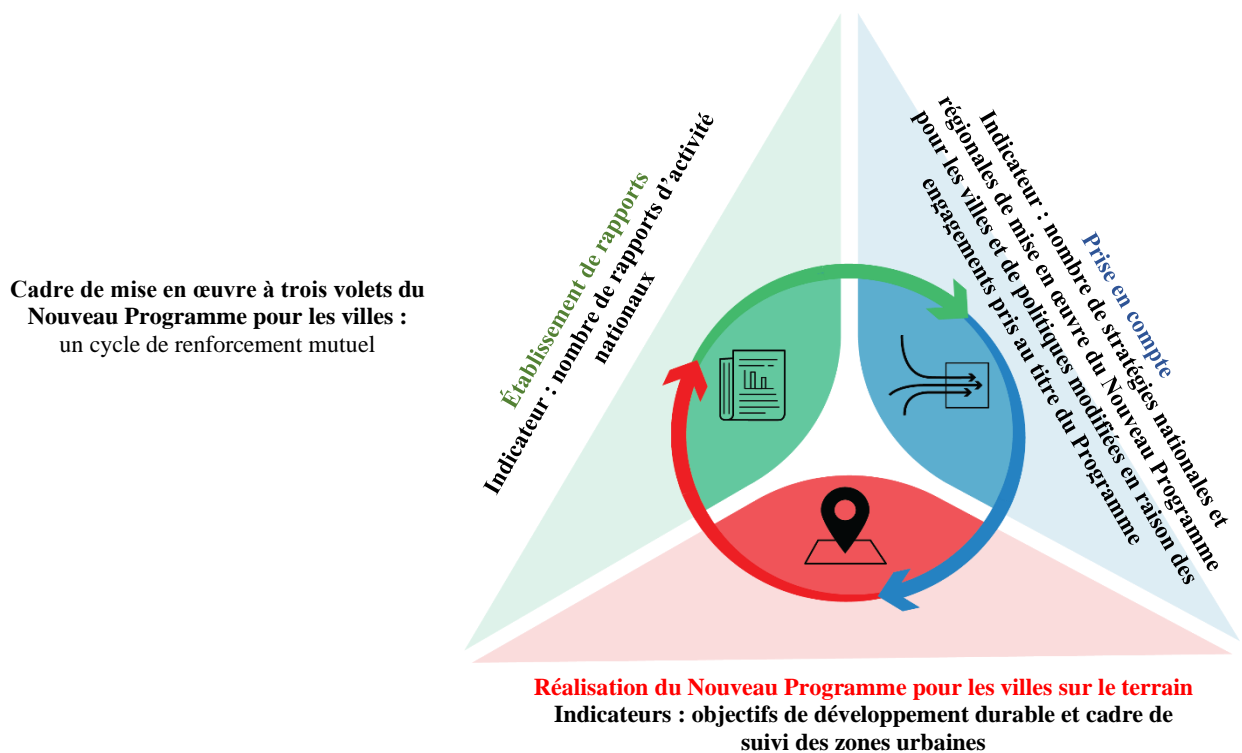 Cadre de mise en œuvre à trois volets du
Nouveau Programme pour les villes :
un cycle de renforcement mutuel
Établissement de rapports
Indicateur : nombre de rapports d’activité
nationaux
Prise en compte
Indicateur : nombre de stratégies nationales et
régionales de mise en œuvre du Nouveau Programme
pour les villes et de politiques modifiées en raison des
engagements pris au titre du Programme
Réalisation du Nouveau Programme pour les villes sur le terrain
Indicateurs : objectifs de développement durable et cadre de
suivi des zones urbaines